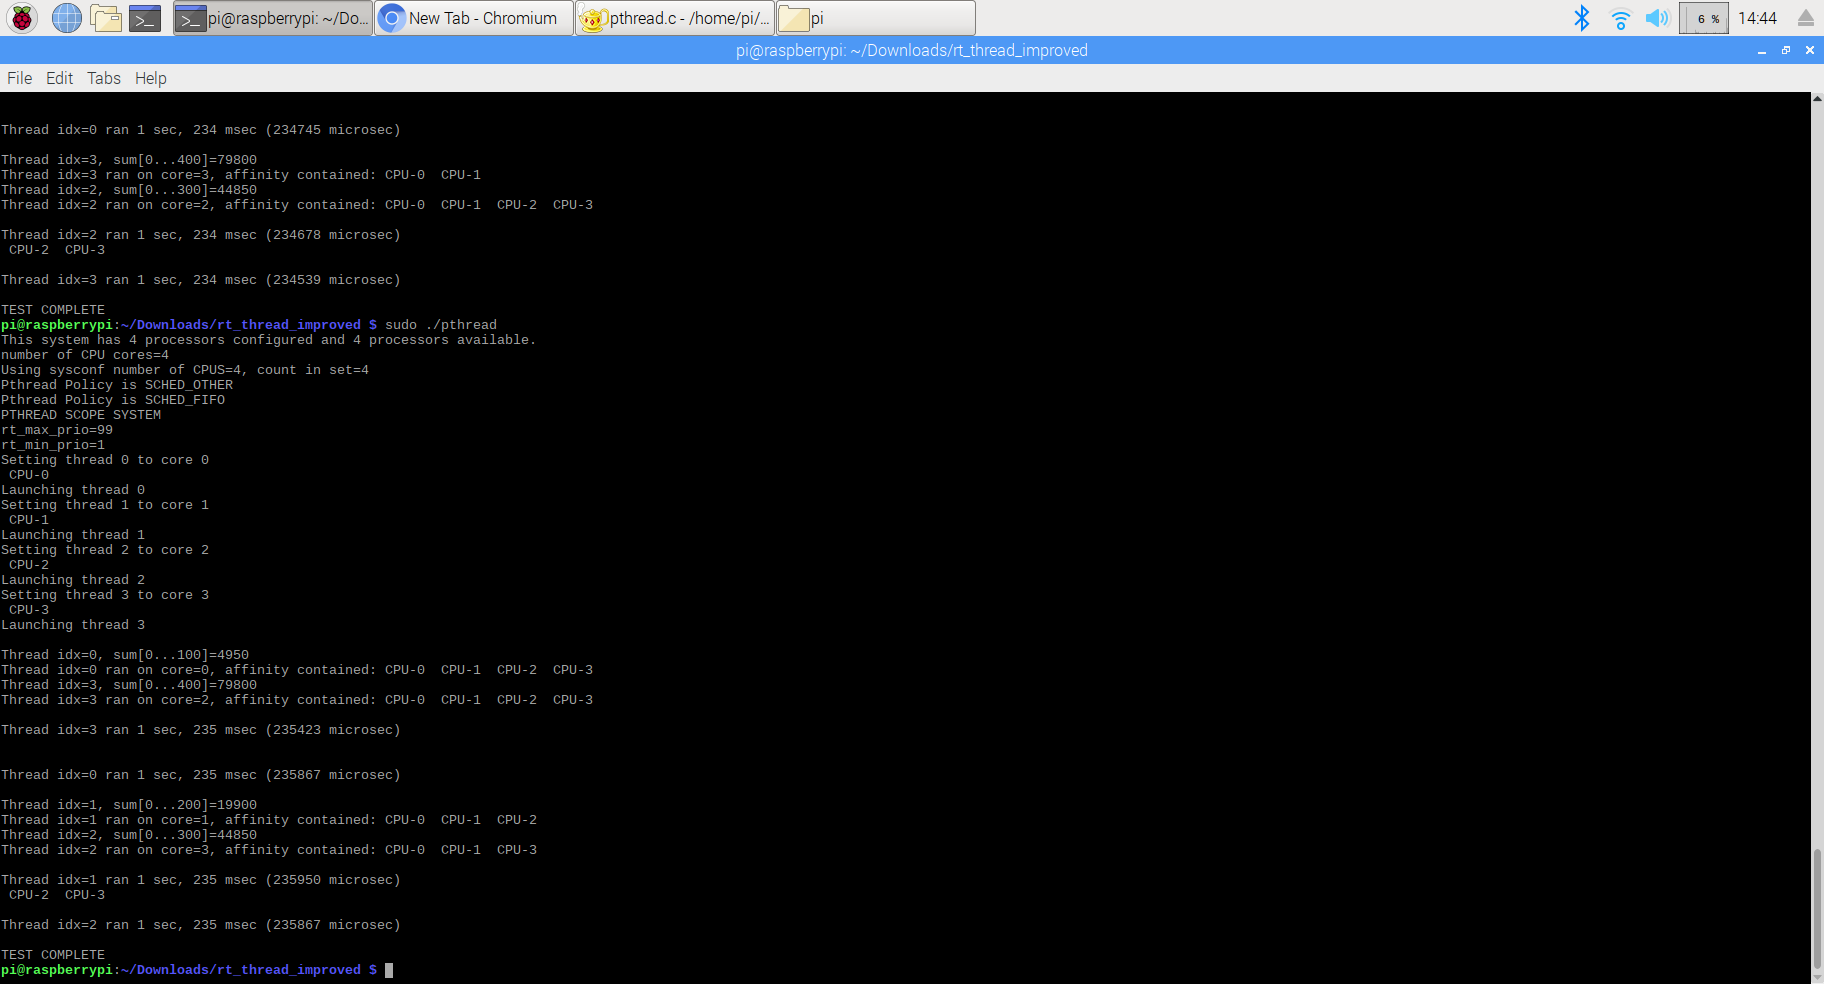 pi@raspberrypi: ~/Do...
New Tab - Chromium
pthread.c - /home/pi/...
pi
6 %
14:44
pi@raspberrypi: ~/Downloads/rt_thread_improved
File Edit Tabs Help
Thread idx=0 ran 1 sec, 234 msec (234745 microsec)
Thread idx=3, sum[0...400]=79800
Thread idx=3 ran on core=3, affinity contained: CPU-0  CPU-1
Thread idx=2, sum[0...300]=44850
Thread idx=2 ran on core=2, affinity contained: CPU-0  CPU-1  CPU-2  CPU-3
Thread idx=2 ran 1 sec, 234 msec (234678 microsec)
CPU-2  CPU-3
Thread idx=3 ran 1 sec, 234 msec (234539 microsec)
TEST COMPLETE
pi@raspberrypi:~/Downloads/rt_thread_improved $ sudo ./pthread
This system has 4 processors configured and 4 processors available.
number of CPU cores=4
Using sysconf number of CPUS=4, count in set=4
Pthread Policy is SCHED_OTHER
Pthread Policy is SCHED_FIFO
PTHREAD SCOPE SYSTEM
rt_max_prio=99
rt_min_prio=1
Setting thread 0 to core 0
CPU-0
Launching thread 0
Setting thread 1 to core 1
CPU-1
Launching thread 1
Setting thread 2 to core 2
CPU-2
Launching thread 2
Setting thread 3 to core 3
CPU-3
Launching thread 3
Thread idx=0, sum[0...100]=4950
Thread idx=0 ran on core=0, affinity contained: CPU-0  CPU-1  CPU-2  CPU-3
Thread idx=3, sum[0...400]=79800
Thread idx=3 ran on core=2, affinity contained: CPU-0  CPU-1  CPU-2  CPU-3
Thread idx=3 ran 1 sec, 235 msec (235423 microsec)
Thread idx=0 ran 1 sec, 235 msec (235867 microsec)
Thread idx=1, sum[0...200]=19900
Thread idx=1 ran on core=1, affinity contained: CPU-0  CPU-1  CPU-2
Thread idx=2, sum[0...300]=44850
Thread idx=2 ran on core=3, affinity contained: CPU-0  CPU-1  CPU-3
Thread idx=1 ran 1 sec, 235 msec (235950 microsec)
CPU-2  CPU-3
Thread idx=2 ran 1 sec, 235 msec (235867 microsec)
TEST COMPLETE
pi@raspberrypi:~/Downloads/rt_thread_improved $